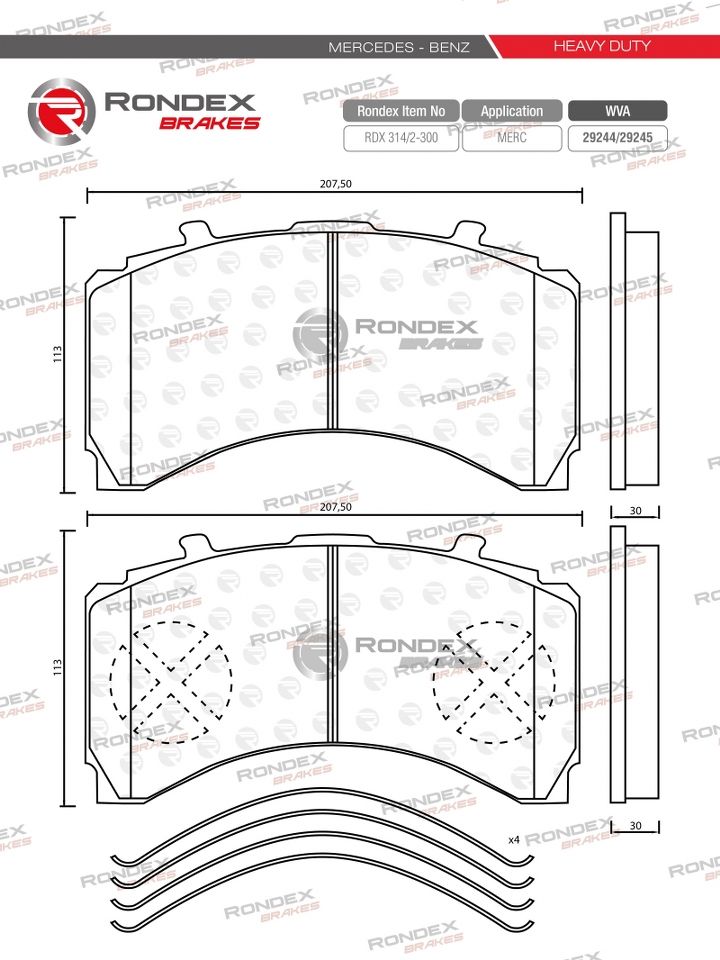 MERCEDES - BENZ
HEAVY DUTY
RONDEX
BRAKES
Rondex Item No
Application
WVA
RDX 314/2-300
MERC
29244/29245
207,50
113
RONDEX
BRAKES
30
207,50
113
RONDEX
BRAKES
30
x4